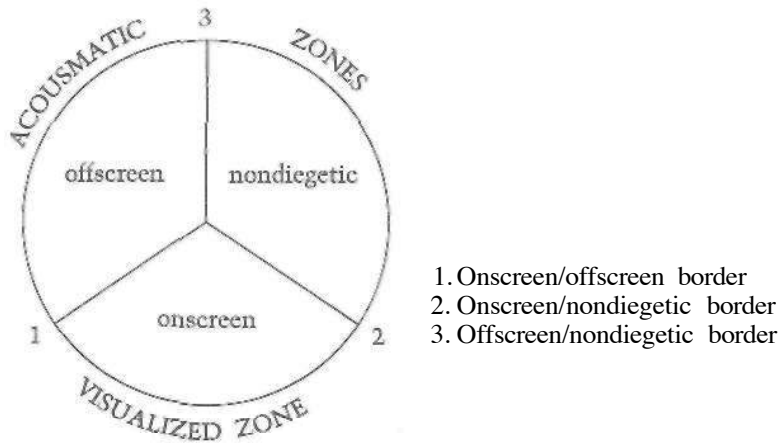 3
ACOUSMATIC ZONES
offscreen nondiegetic
onscreen
1
2
VISUALIZED ZONE
1. Onscreen/offscreen border
2. Onscreen/nondiegetic border
3. Offscreen/nondiegetic border